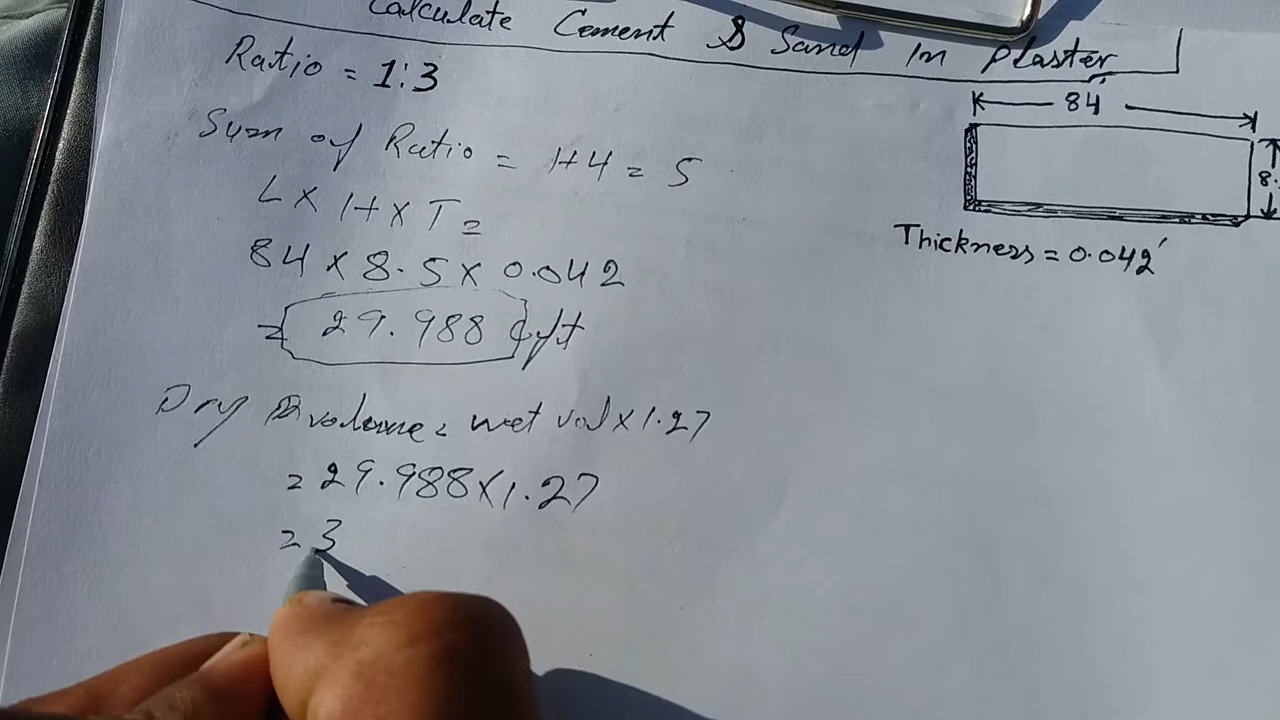 Calculate Cement & Sand In Plaster
Ratio = 1:3
Sum of Ratio = 1+4 = 5
L x H x T =
84 x 8.5 x 0.042
= 29.988 cft
Dry volume = wet vol x 1.27
= 29.988 x 1.27
= 3
84'
8.
Thickness = 0.042'